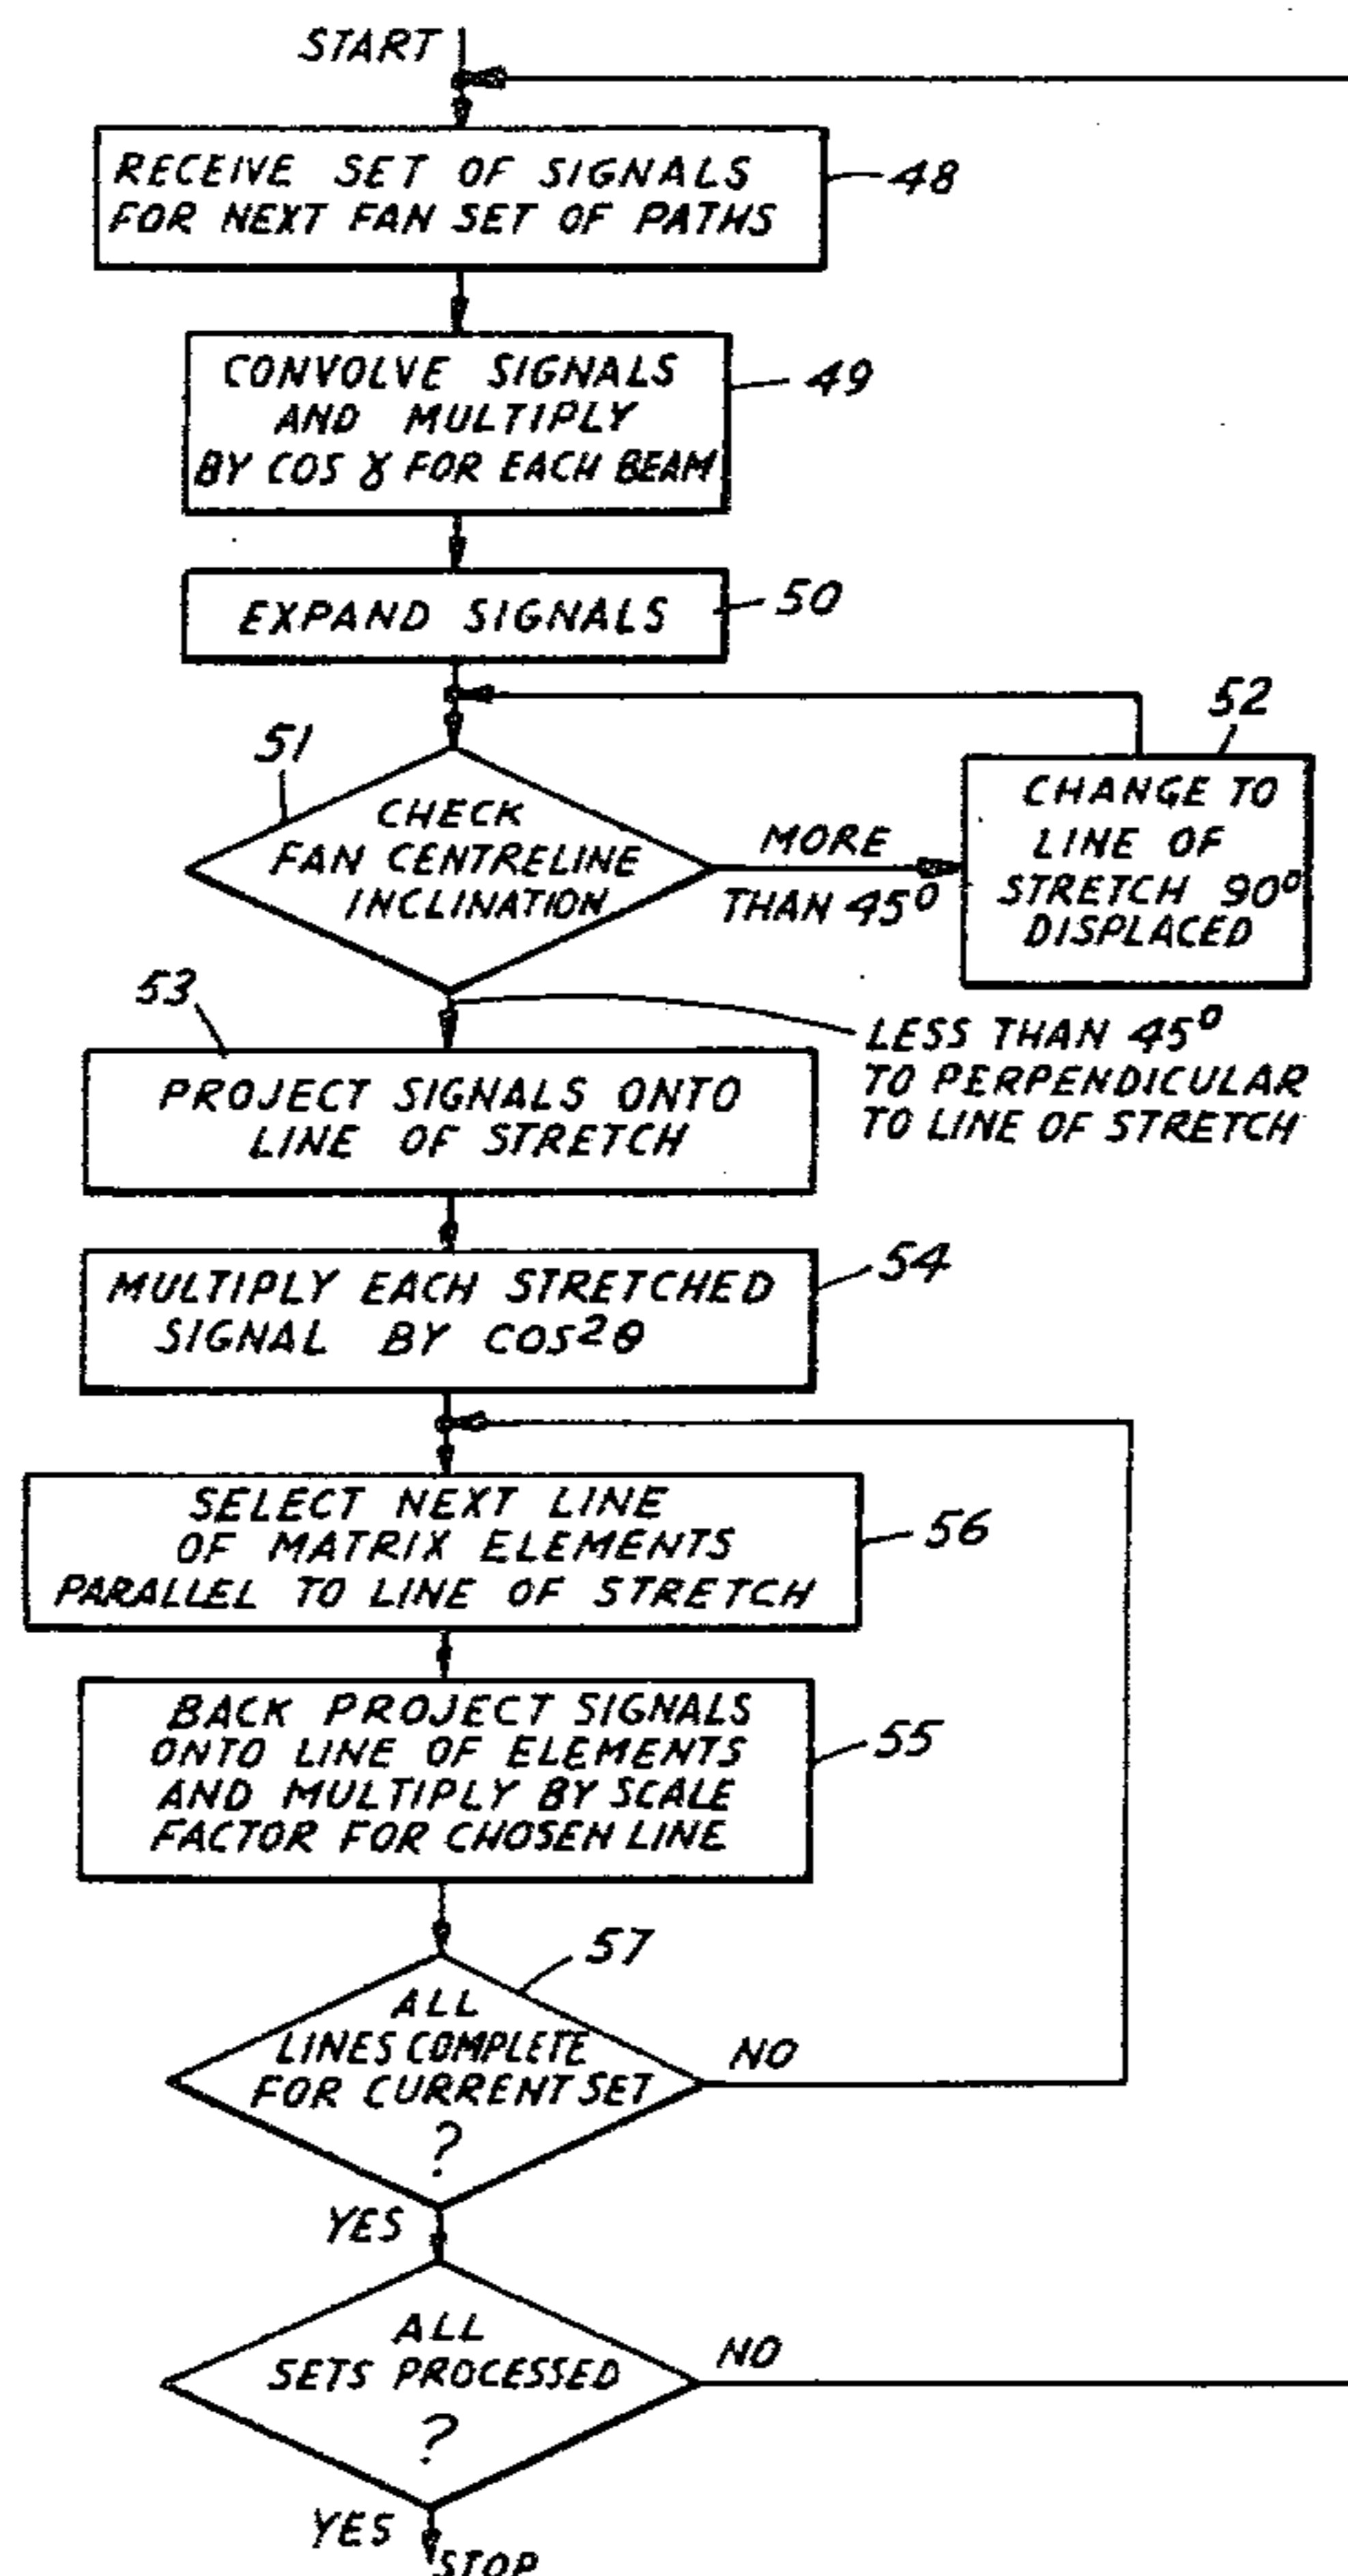 START
RECEIVE SET OF SIGNALS
FOR NEXT FAN SET OF PATHS
48
CONVOLVE SIGNALS
AND MULTIPLY
BY COS γ FOR EACH BEAM
49
EXPAND SIGNALS
50
51
CHECK
FAN CENTRELINE
INCLINATION
MORE
THAN 45°
52
CHANGE TO
LINE OF
STRETCH 90°
DISPLACED
LESS THAN 45°
TO PERPENDICULAR
TO LINE OF STRETCH
53
PROJECT SIGNALS ONTO
LINE OF STRETCH
54
MULTIPLY EACH STRETCHED
SIGNAL BY COS²θ
SELECT NEXT LINE
OF MATRIX ELEMENTS
PARALLEL TO LINE OF STRETCH
56
BACK PROJECT SIGNALS
ONTO LINE OF ELEMENTS
AND MULTIPLY BY SCALE
FACTOR FOR CHOSEN LINE
55
57
ALL
LINES COMPLETE
FOR CURRENT SET
?
NO
YES
ALL
SETS PROCESSED
?
NO
YES
STOP